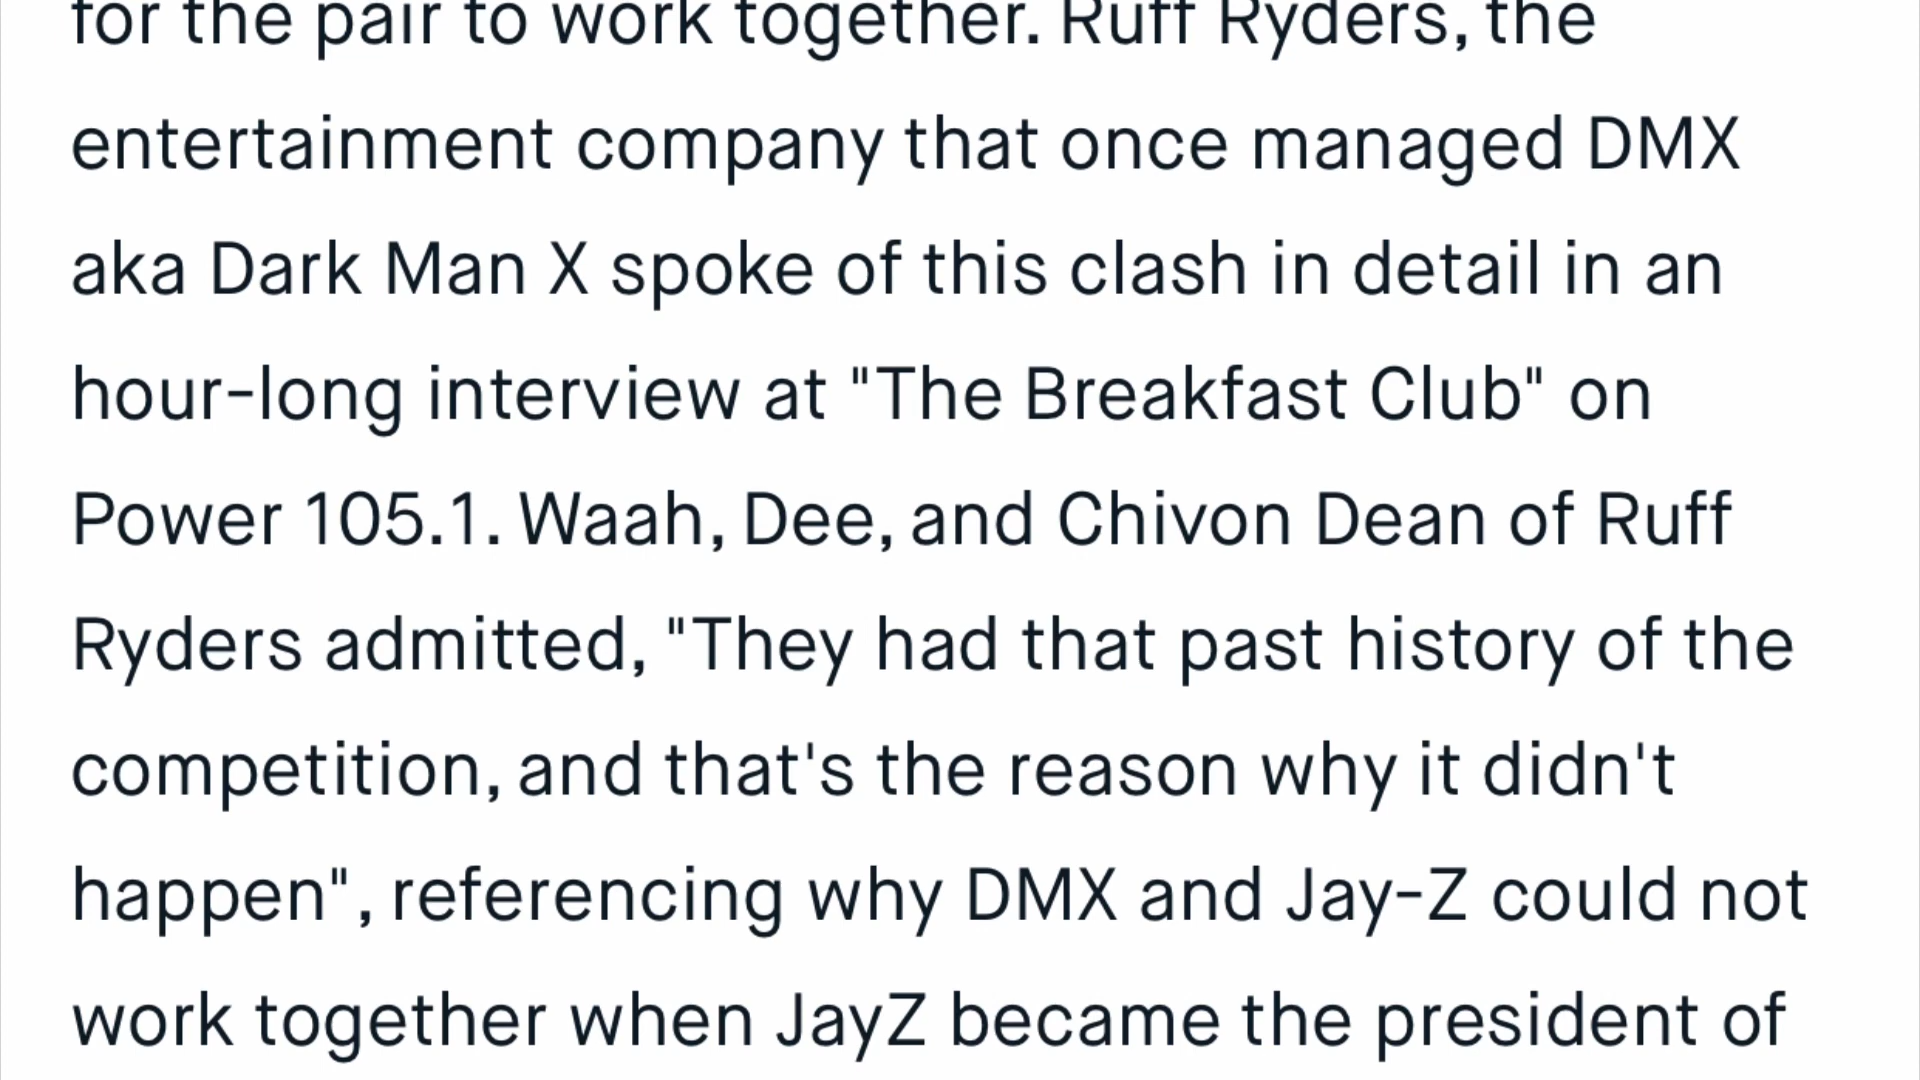 for the pair to work together. Ruff Ryders, the
entertainment company that once managed DMX
aka Dark Man X spoke of this clash in detail in an
hour-long interview at "The Breakfast Club" on
Power 105.1. Waah, Dee, and Chivon Dean of Ruff
Ryders admitted, "They had that past history of the
competition, and that's the reason why it didn't
happen", referencing why DMX and Jay-Z could not
work together when JayZ became the president of